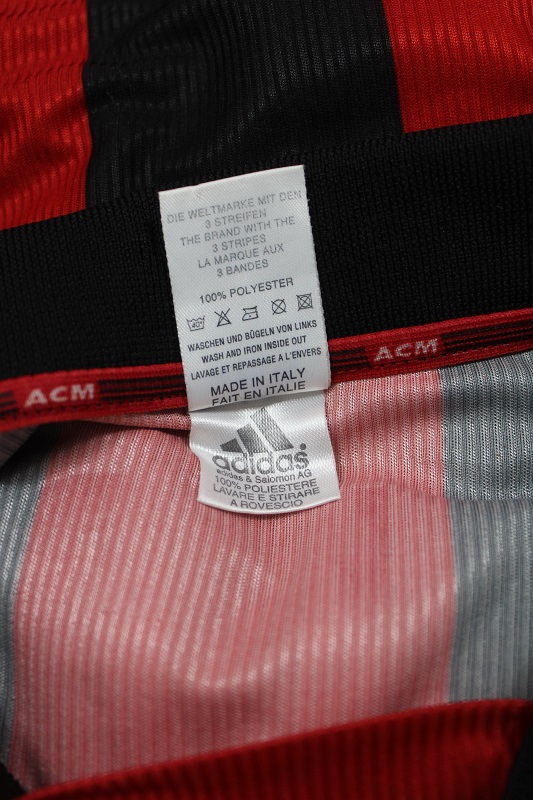 DIE WELTMARKE MIT DEN
3 STREIFEN
THE BRAND WITH THE
3 STRIPES
LA MARQUE AUX
3 BANDES
100% POLYESTER
40°
WASCHEN UND BÜGELN VON LINKS
WASH AND IRON INSIDE OUT
LAVAGE ET REPASSAGE A L'ENVERS
MADE IN ITALY
FAIT EN ITALIE
ACM
ACM
adidas
adidas & Salomon AG
100% POLIESTERE
LAVARE E STIRARE
A ROVESCIO